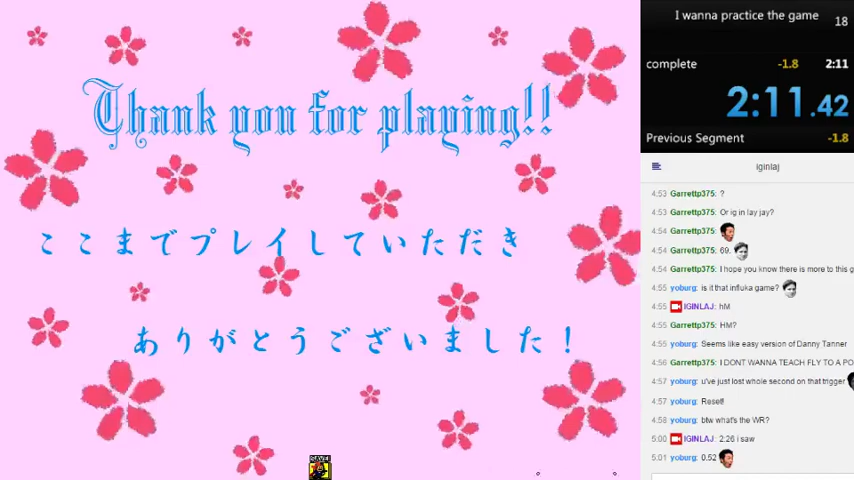 Thank you for playing!!
ここまでプレイしていただき
ありがとうございました！
SAVE
I wanna practice the game 18
complete -1.8 2:11
2:11.42
Previous Segment -1.8
Iginlaj
4:53 Garrettp375: ?
4:53 Garrettp375: Or ig in lay jay?
4:54 Garrettp375:
4:54 Garrettp375: 69.
4:54 Garrettp375: I hope you know there is more to this g
4:55 yoburg: is it that influka game?
4:55 IGINLAJ: hM
4:55 Garrettp375: HM?
4:55 yoburg: Seems like easy version of Danny Tanner
4:56 Garrettp375: I DONT WANNA TEACH FLY TO A PO
4:57 yoburg: u've just lost whole second on that trigger
4:57 yoburg: Reset!
4:58 yoburg: btw what's the WR?
5:00 IGINLAJ: 2:26 i saw
5:01 yoburg: 0.52